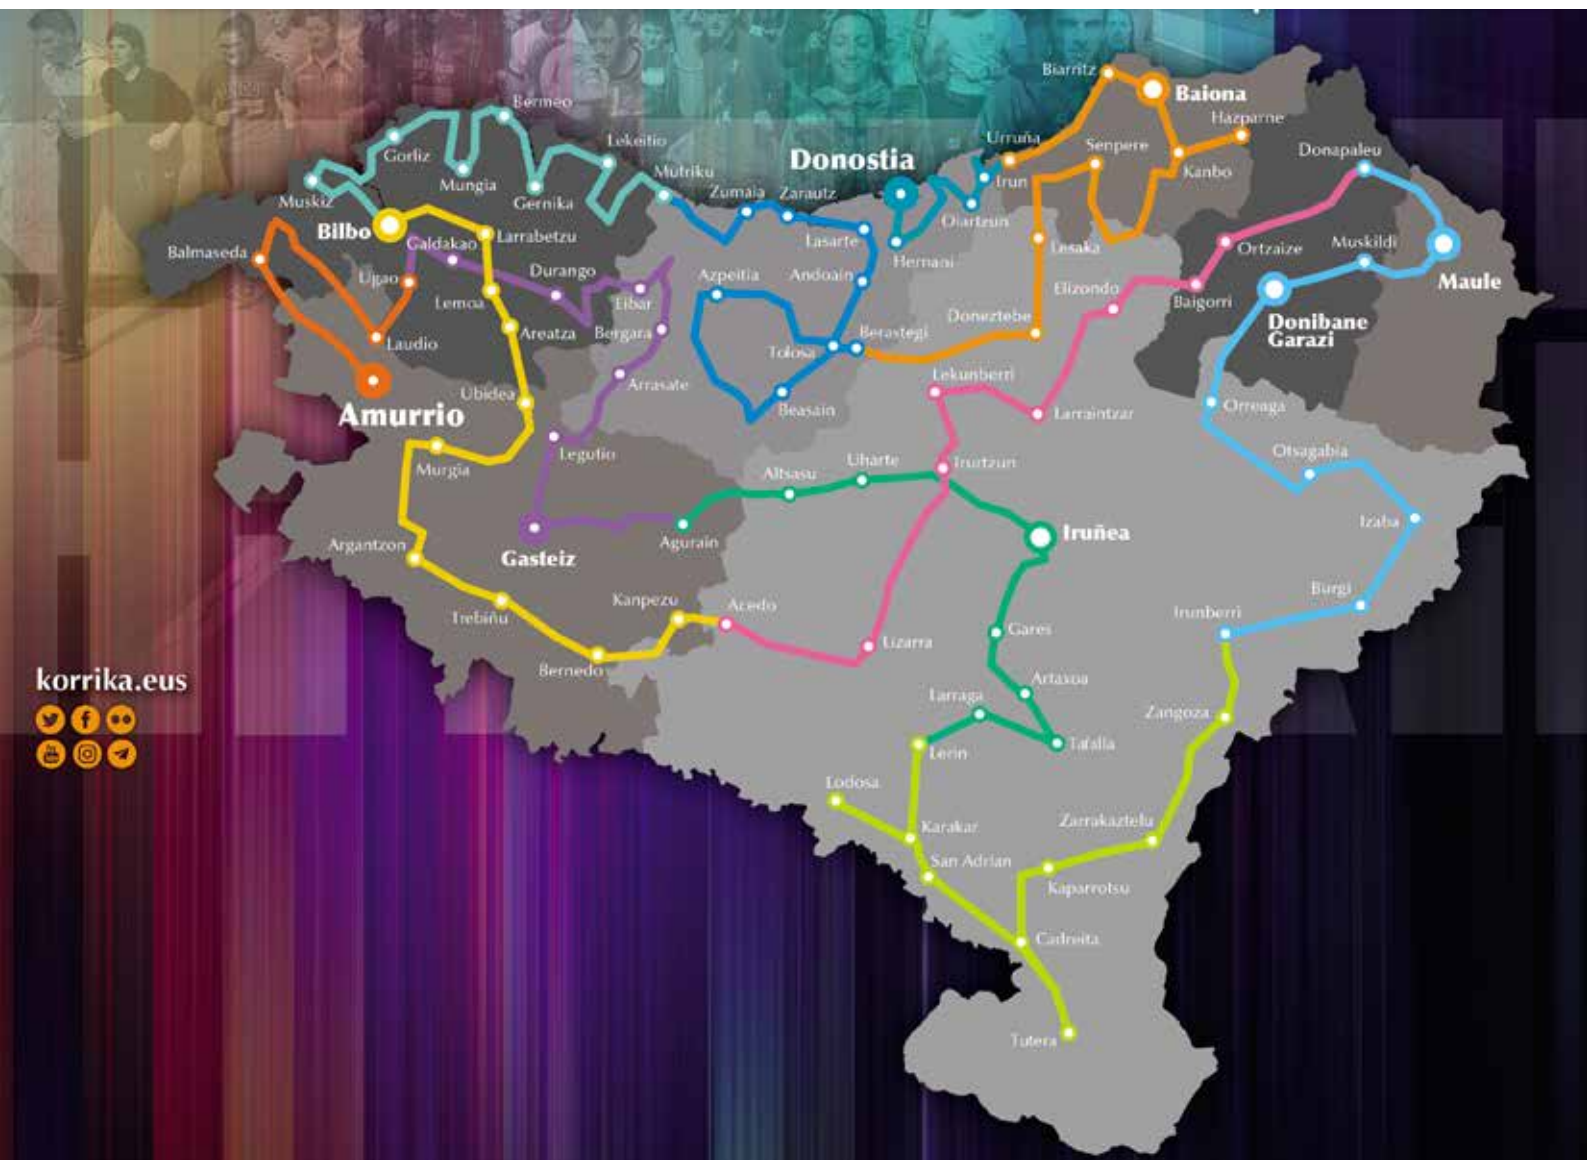 Biarritz
Baiona
Bermeo
Hazparne
Gorliz
Lekeitio
Urruña
Senpere
Donapaleu
Donostia
Mungia
Mutriku
Kanbo
Muskiz
Gernika
Zumaia
Zarautz
Irun
Oiartzun
Bilbo
Galdakao
Larrabetzu
Lasarte
Hernani
Lesaka
Ortzaize
Muskildi
Balmaseda
Ugao
Durango
Azpeitia
Andoain
Elizondo
Baigorri
Maule
Lemoa
Eibar
Doneztebe
Donibane
Garazi
Laudio
Areatza
Bergara
Berastegi
Tolosa
Amurrio
Ubidea
Arrasate
Lekunberri
Beasain
Larraintzar
Orreaga
Murgia
Legutio
Altsasu
Uharte
Irurtzun
Otsagabia
Izaba
Argantzon
Gasteiz
Agurain
Iruñea
Trebiñu
Kanpezu
Acedo
Burgi
Irunberri
Gares
Lizarra
Bernedo
korrika.eus
Artaxoa
Larraga
Zangoza
Tafalla
Lerin
Lodosa
Karakar
Zarrakaztelu
San Adrian
Kaparrotsu
Cadreita
Tutera